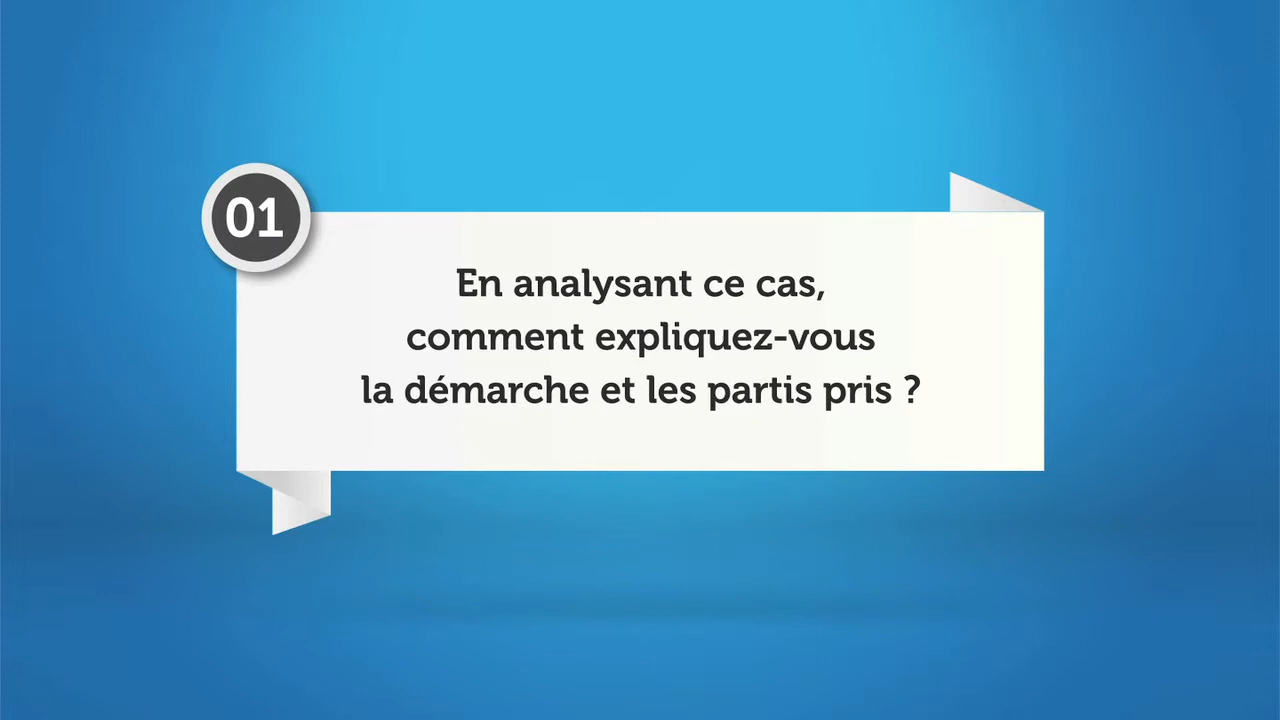 01
En analysant ce cas,
comment expliquez-vous
la démarche et les partis pris ?